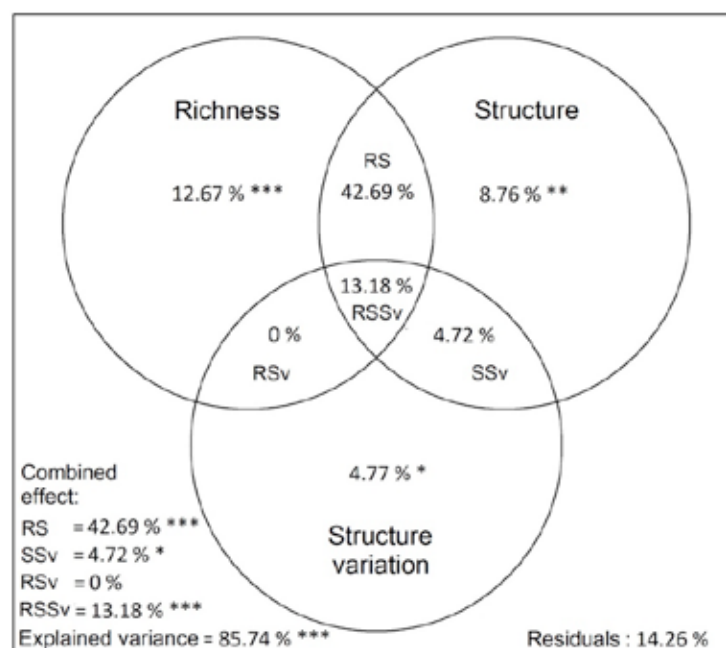 Richness
Structure
RS
12.67 % ***
42.69 %
8.76 % **
13.18 %
RSSv
0 %
4.72 %
RSv
SSv
4.77 % *
Structure
variation
Combined
effect:
RS = 42.69 % ***
SSv = 4.72 % *
RSv = 0 %
RSSv = 13.18 % ***
Explained variance = 85.74 % ***
Residuals : 14.26 %